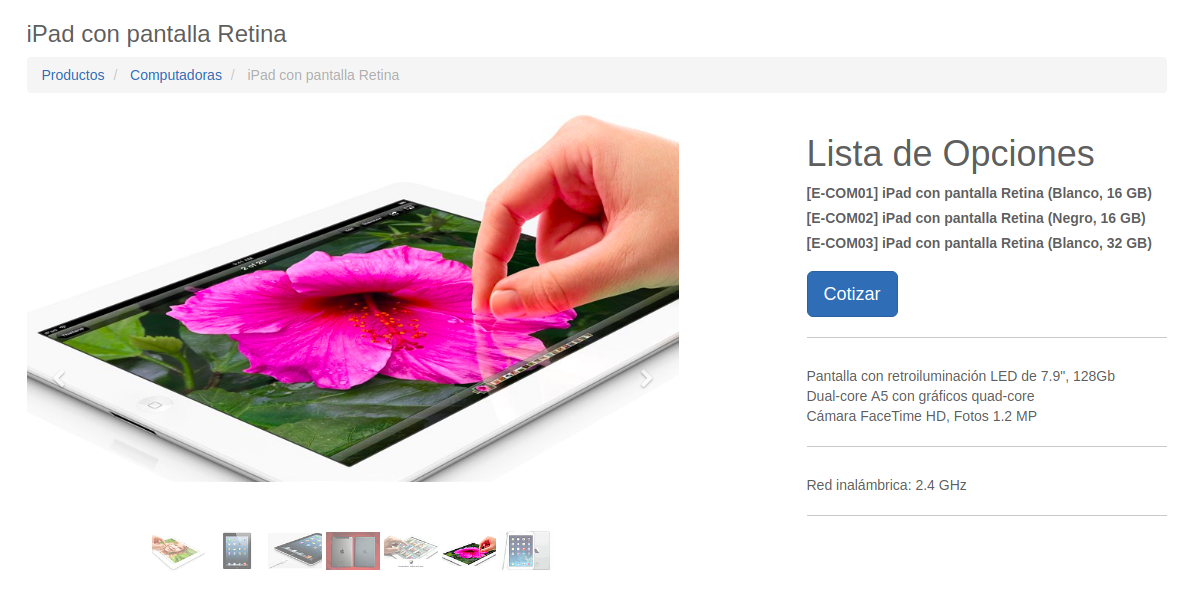 iPad con pantalla Retina
Productos / Computadoras / iPad con pantalla Retina
Lista de Opciones
[E-COM01] iPad con pantalla Retina (Blanco, 16 GB)
[E-COM02] iPad con pantalla Retina (Negro, 16 GB)
[E-COM03] iPad con pantalla Retina (Blanco, 32 GB)
Cotizar
Pantalla con retroiluminación LED de 7.9", 128Gb
Dual-core A5 con gráficos quad-core
Cámara FaceTime HD, Fotos 1.2 MP
Red inalámbrica: 2.4 GHz